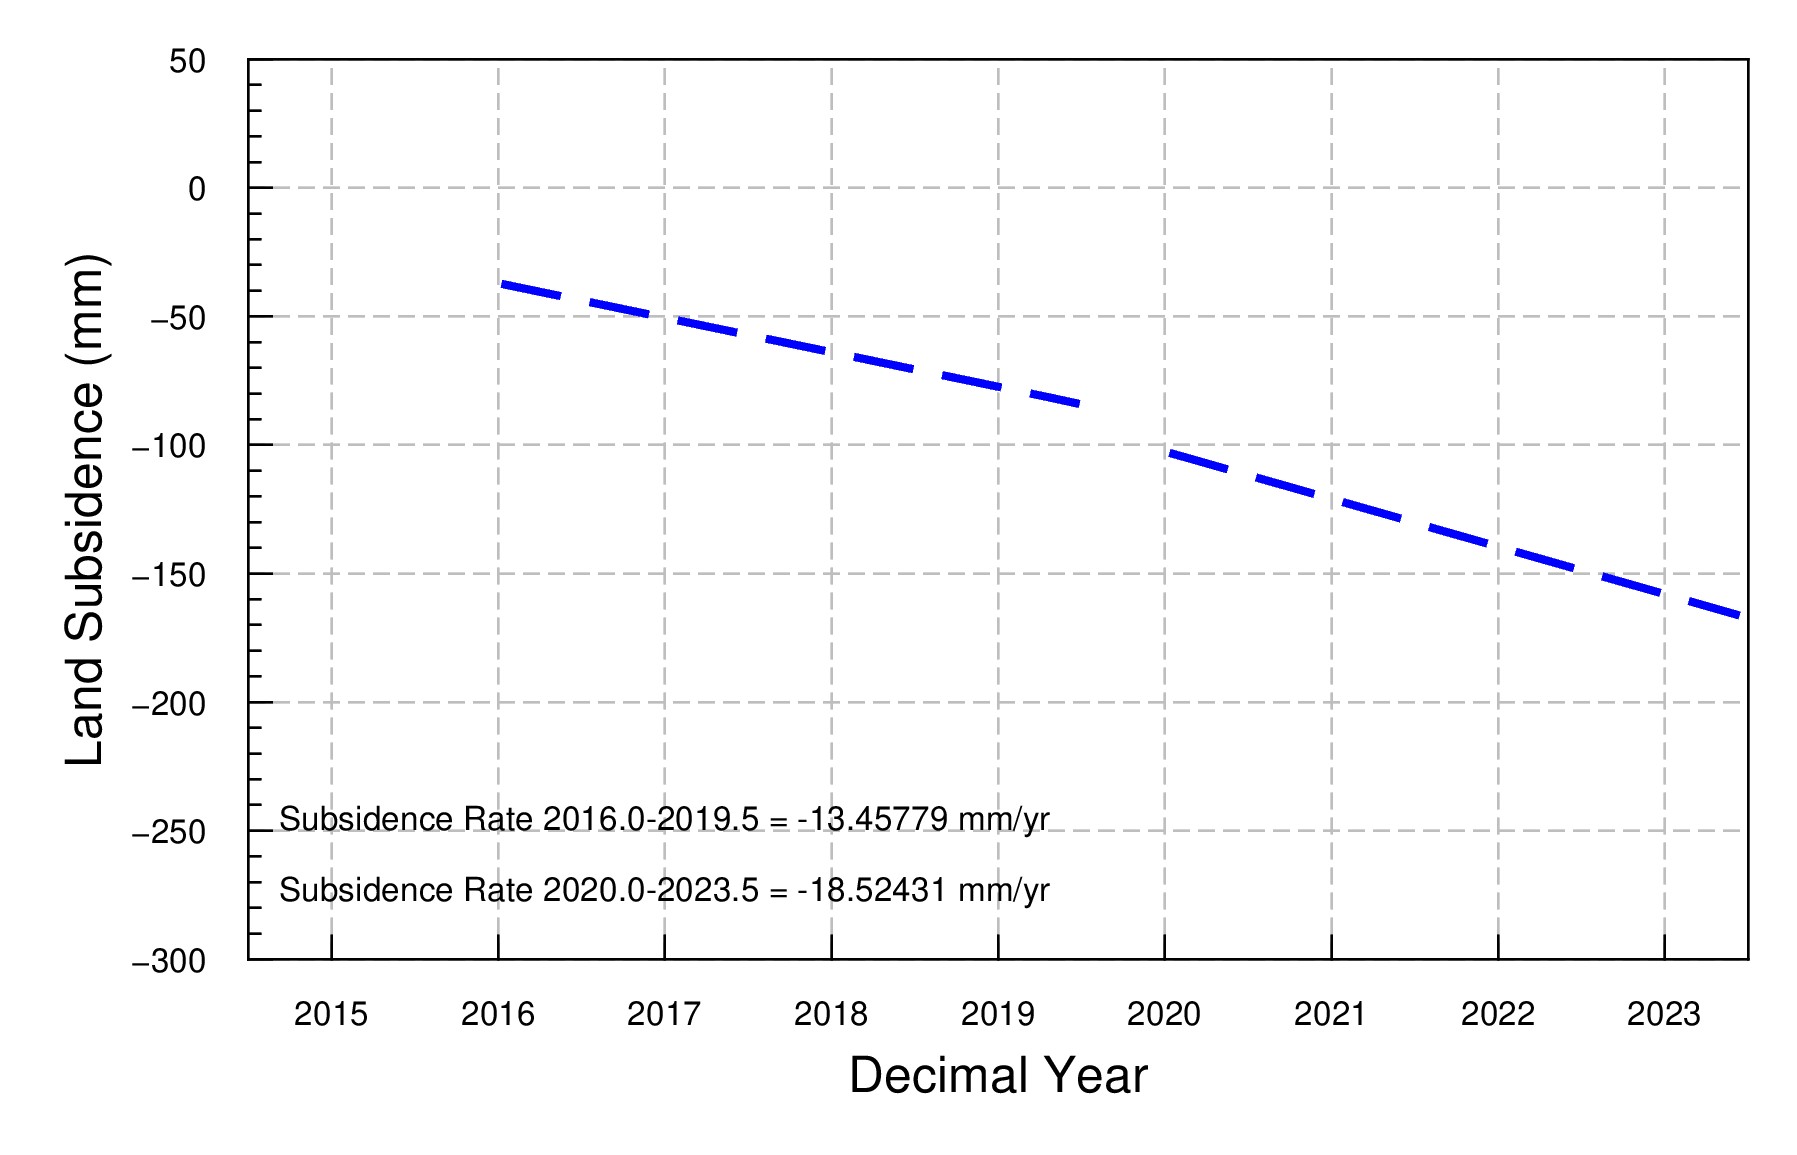 50
0
−50
−100
−150
−200
−250
−300
Land Subsidence (mm)
Subsidence Rate 2016.0-2019.5 = -13.45779 mm/yr
Subsidence Rate 2020.0-2023.5 = -18.52431 mm/yr
2015 2016 2017 2018 2019 2020 2021 2022 2023
Decimal Year